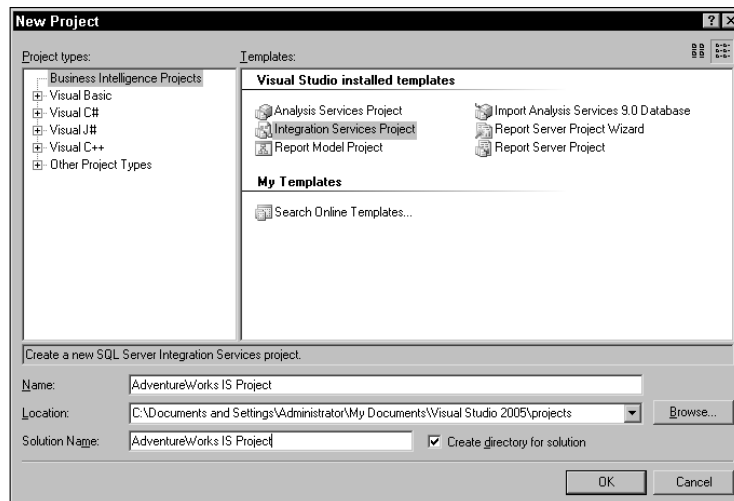 New Project
Project types:
Business Intelligence Projects
Visual Basic
Visual C#
Visual J#
Visual C++
Other Project Types
Templates:
Visual Studio installed templates
Analysis Services Project
Integration Services Project
Report Model Project
Import Analysis Services 9.0 Database
Report Server Project Wizard
Report Server Project
My Templates
Search Online Templates...
Create a new SQL Server Integration Services project.
Name: AdventureWorks IS Project
Location: C:\Documents and Settings\Administrator\My Documents\Visual Studio 2005\projects Browse...
Solution Name: AdventureWorks IS Project Create directory for solution
OK Cancel